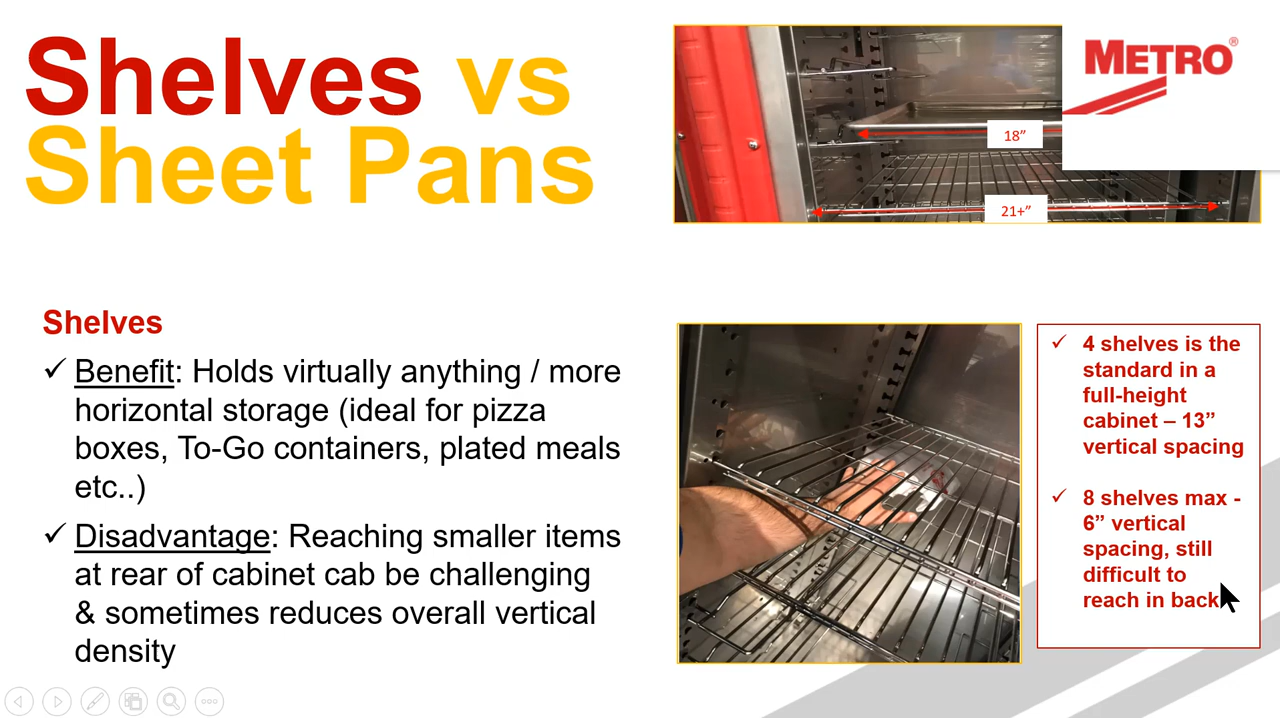 Shelves vs
Sheet Pans
METRO®
18”
21+”
Shelves
✓ Benefit: Holds virtually anything / more
horizontal storage (ideal for pizza
boxes, To-Go containers, plated meals
etc..)
✓ Disadvantage: Reaching smaller items
at rear of cabinet cab be challenging
& sometimes reduces overall vertical
density
✓ 4 shelves is the
standard in a
full-height
cabinet – 13”
vertical spacing
✓ 8 shelves max -
6” vertical
spacing, still
difficult to
reach in back